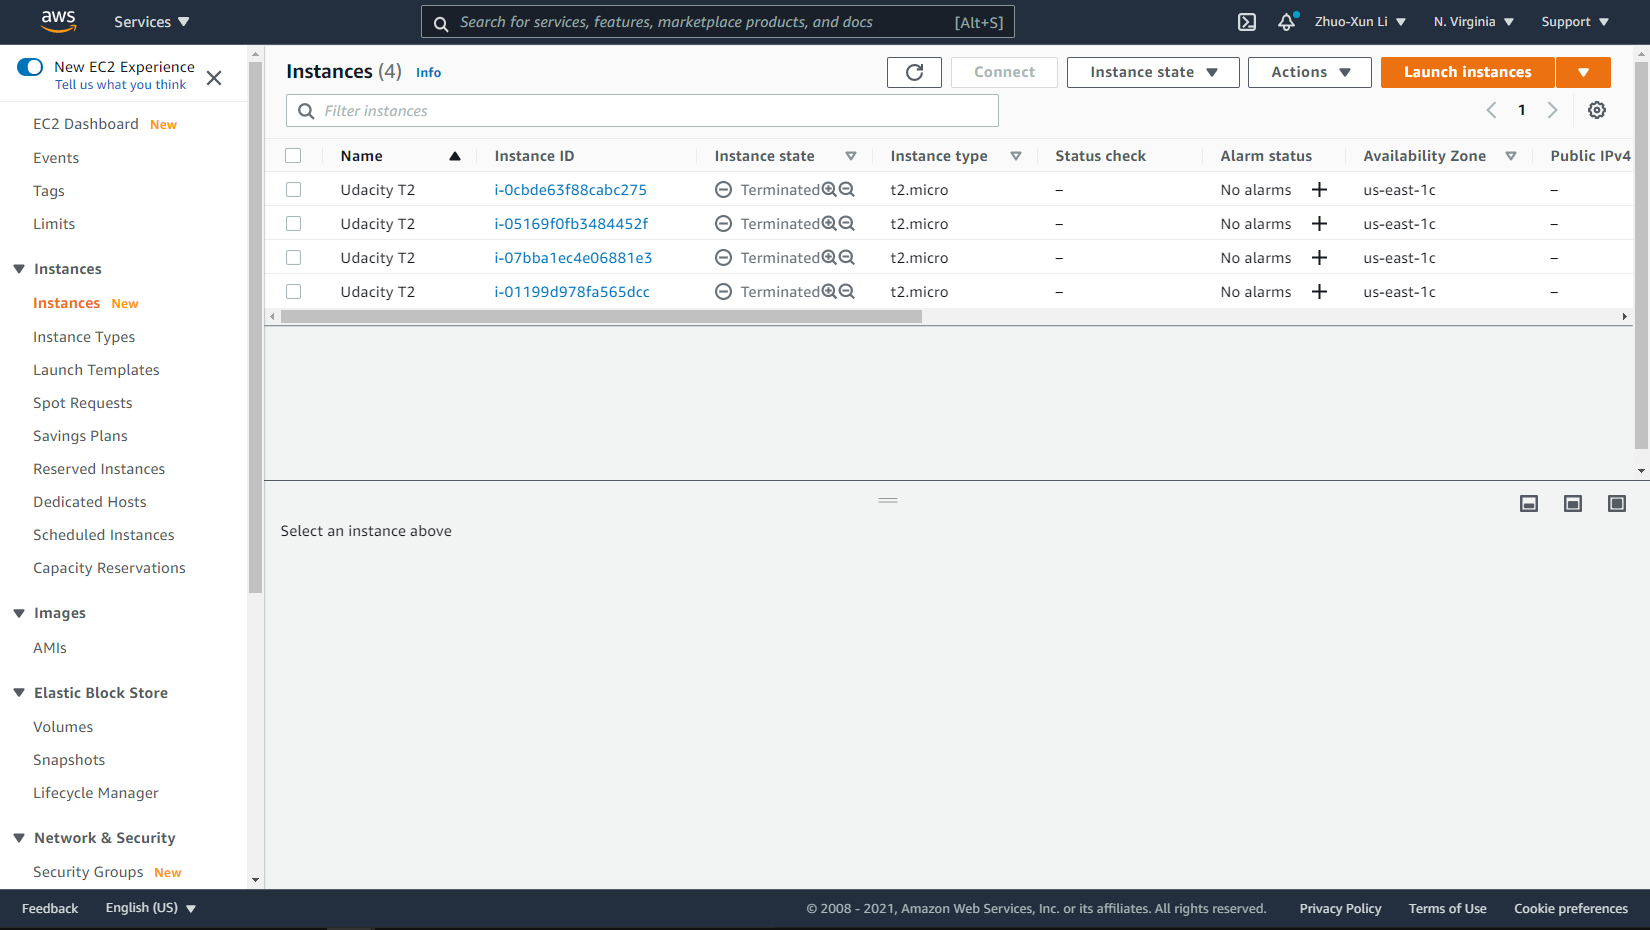 aws Services Search for services, features, marketplace products, and docs [Alt+S] Zhuo-Xun Li N. Virginia Support
New EC2 Experience
Tell us what you think
EC2 Dashboard New
Events
Tags
Limits
Instances
Instances New
Instance Types
Launch Templates
Spot Requests
Savings Plans
Reserved Instances
Dedicated Hosts
Scheduled Instances
Capacity Reservations
Images
AMIs
Elastic Block Store
Volumes
Snapshots
Lifecycle Manager
Network & Security
Security Groups New
Instances (4) Info Connect Instance state Actions Launch instances
Filter instances 1
Name Instance ID Instance state Instance type Status check Alarm status Availability Zone Public IPv4
Udacity T2 i-0cbde63f88cabc275 Terminated t2.micro – No alarms + us-east-1c –
Udacity T2 i-05169f0fb3484452f Terminated t2.micro – No alarms + us-east-1c –
Udacity T2 i-07bba1ec4e06881e3 Terminated t2.micro – No alarms + us-east-1c –
Udacity T2 i-01199d978fa565dcc Terminated t2.micro – No alarms + us-east-1c –
Select an instance above
Feedback English (US) © 2008 - 2021, Amazon Web Services, Inc. or its affiliates. All rights reserved. Privacy Policy Terms of Use Cookie preferences